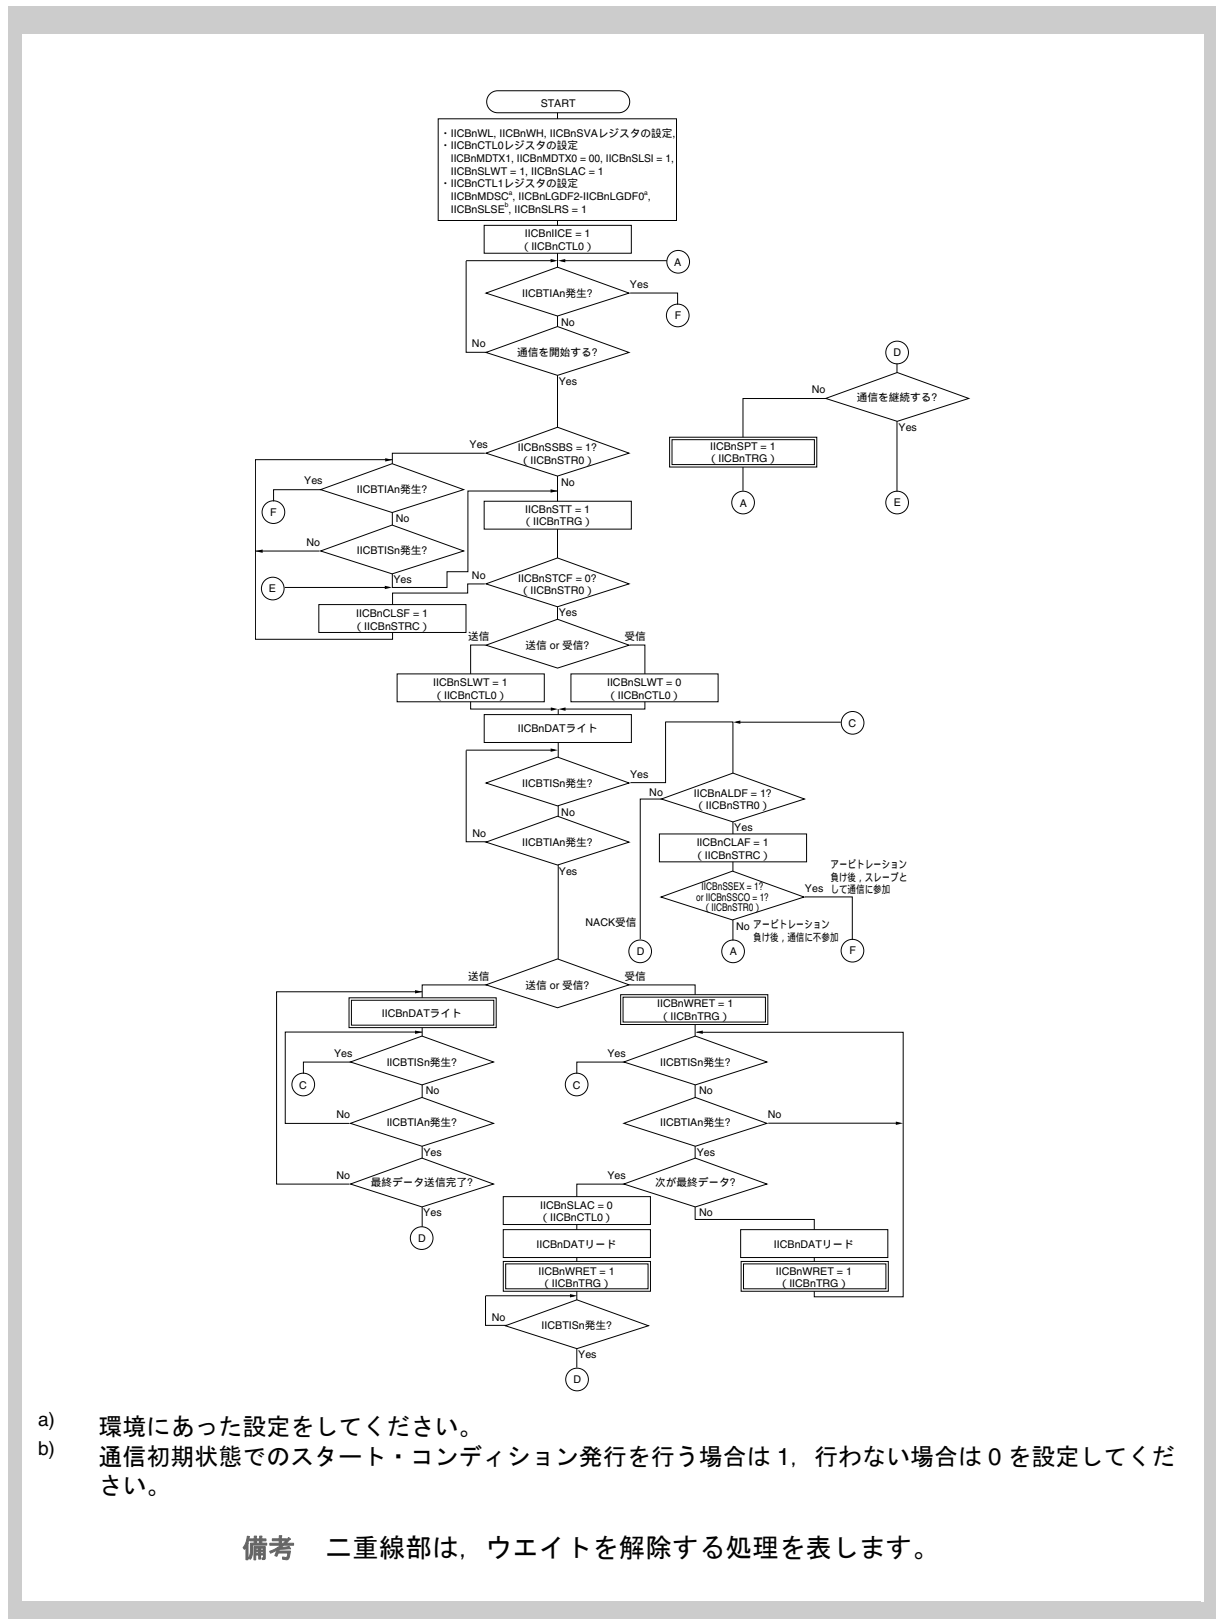 START
・IICBnWL, IICBnWH, IICBnSVAレジスタの設定,
・IICBnCTL0レジスタの設定
IICBnMDTX1, IICBnMDTX0 = 00, IICBnSLSI = 1,
IICBnSLWT = 1, IICBnSLAC = 1
・IICBnCTL1レジスタの設定
IICBnMDSCa, IICBnLGDF2-IICBnLGDF0a,
IICBnSLSEb, IICBnSLRS = 1
IICBnIICE = 1
( IICBnCTL0 )
A
IICBTIAn発生?
Yes
F
No
No
通信を開始する?
Yes
D
No
通信を継続する?
Yes
IICBnSPT = 1
( IICBnTRG )
A
E
Yes
IICBnSSBS = 1?
( IICBnSTR0 )
No
Yes
IICBTIAn発生?
F
No
IICBnSTT = 1
( IICBnTRG )
No
IICBTISn発生?
Yes
E
No
IICBnSTCF = 0?
( IICBnSTR0 )
Yes
IICBnCLSF = 1
( IICBnSTRC )
送信
送信 or 受信?
受信
IICBnSLWT = 1
( IICBnCTL0 )
IICBnSLWT = 0
( IICBnCTL0 )
IICBnDATライト
C
IICBTISn発生?
Yes
No
No
IICBTIAn発生?
Yes
No
IICBnALDF = 1?
( IICBnSTR0 )
Yes
IICBnCLAF = 1
( IICBnSTRC )
IICBnSSEX = 1?
or IICBnSSCO = 1?
( IICBnSTR0 )
Yes
アービトレーション
負け後 , スレーブと
して通信に参加
No
アービトレーション
負け後 , 通信に不参加
NACK受信
D
A
F
送信
送信 or 受信?
受信
IICBnDATライト
IICBnWRET = 1
( IICBnTRG )
Yes
IICBTISn発生?
C
No
Yes
IICBTISn発生?
C
No
No
IICBTIAn発生?
Yes
IICBTIAn発生?
No
Yes
No
最終データ送信完了?
Yes
D
Yes
次が最終データ?
No
IICBnSLAC = 0
( IICBnCTL0 )
IICBnDATリード
IICBnDATリード
IICBnWRET = 1
( IICBnTRG )
IICBnWRET = 1
( IICBnTRG )
No
IICBTISn発生?
Yes
D
a) 環境にあった設定をしてください。
b) 通信初期状態でのスタート・コンディション発行を行う場合は 1, 行わない場合は 0 を設定してくだ
さい。
備考 二重線部は, ウエイトを解除する処理を表します。